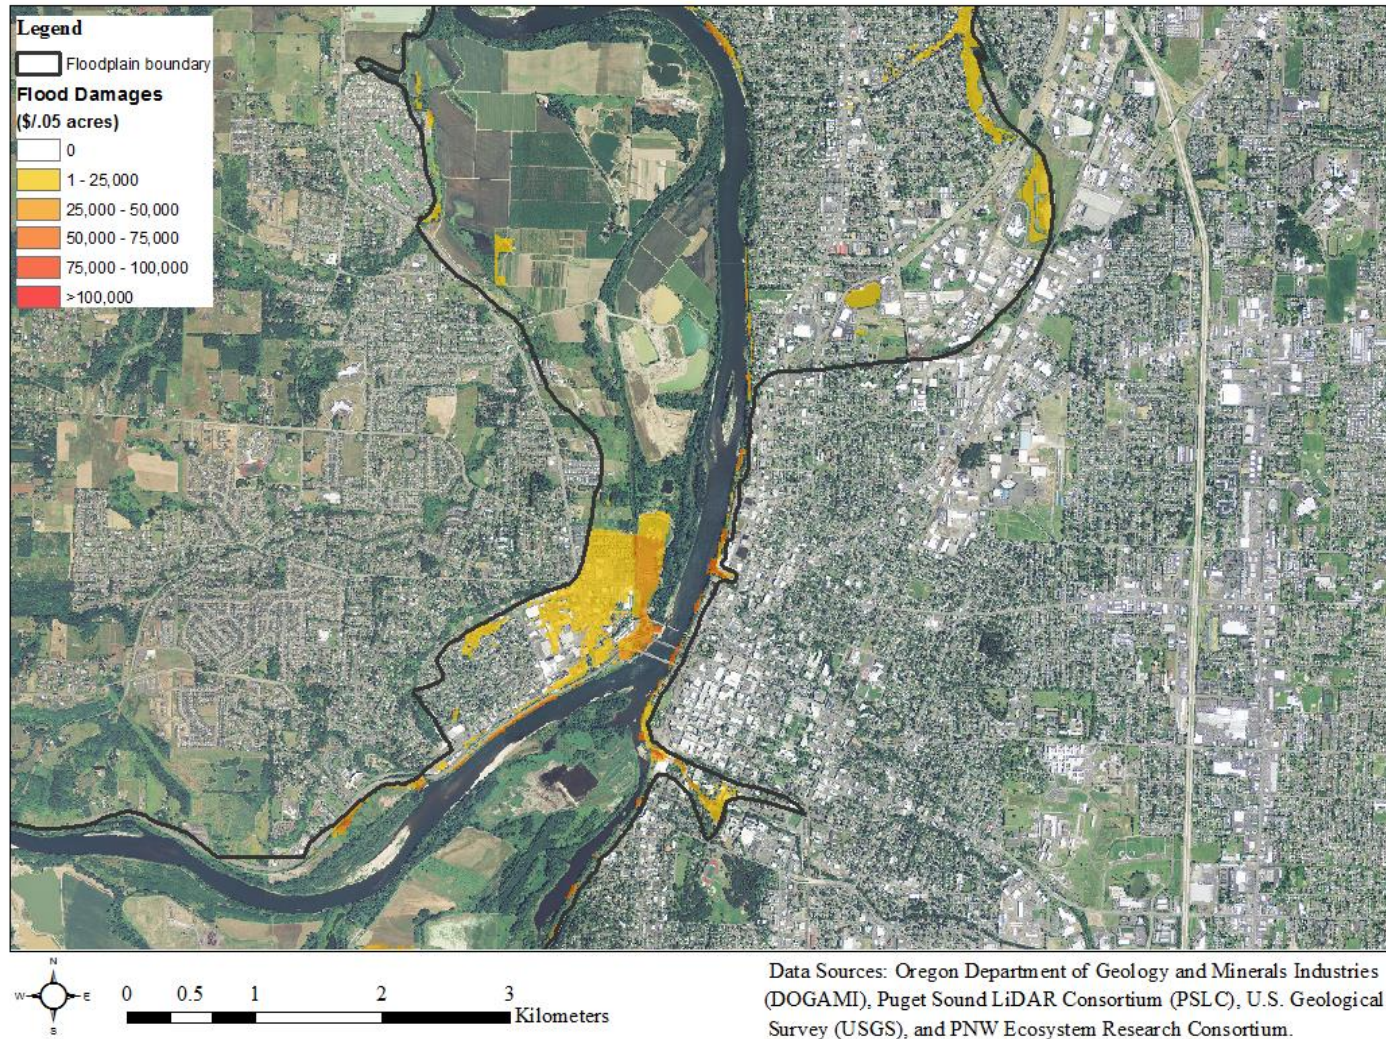 Legend
Floodplain boundary
Flood Damages
($/.05 acres)
0
1 - 25,000
25,000 - 50,000
50,000 - 75,000
75,000 - 100,000
>100,000
N
W
E
S
0 0.5 1 2 3
Kilometers
Data Sources: Oregon Department of Geology and Minerals Industries
(DOGAMI), Puget Sound LiDAR Consortium (PSLC), U.S. Geological
Survey (USGS), and PNW Ecosystem Research Consortium.